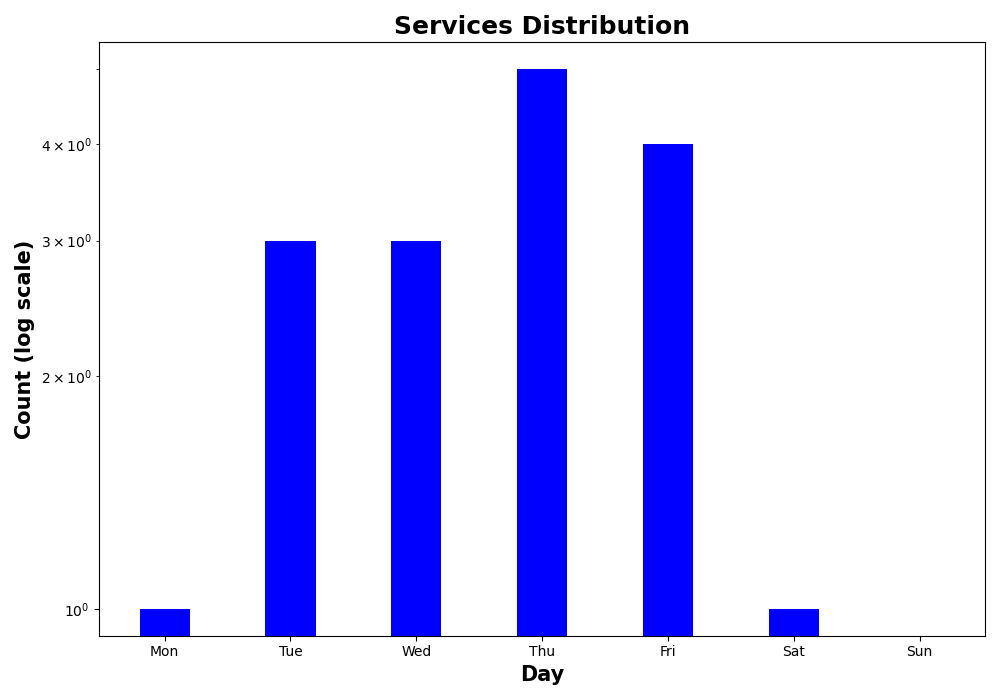 Services Distribution
Count (log scale)
4 × 10⁰
3 × 10⁰
2 × 10⁰
10⁰
Mon Tue Wed Thu Fri Sat Sun
Day